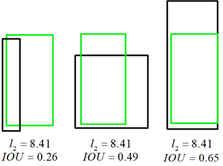 l₂ = 8.41 l₂ = 8.41 l₂ = 8.41
IOU = 0.26 IOU = 0.49 IOU = 0.65